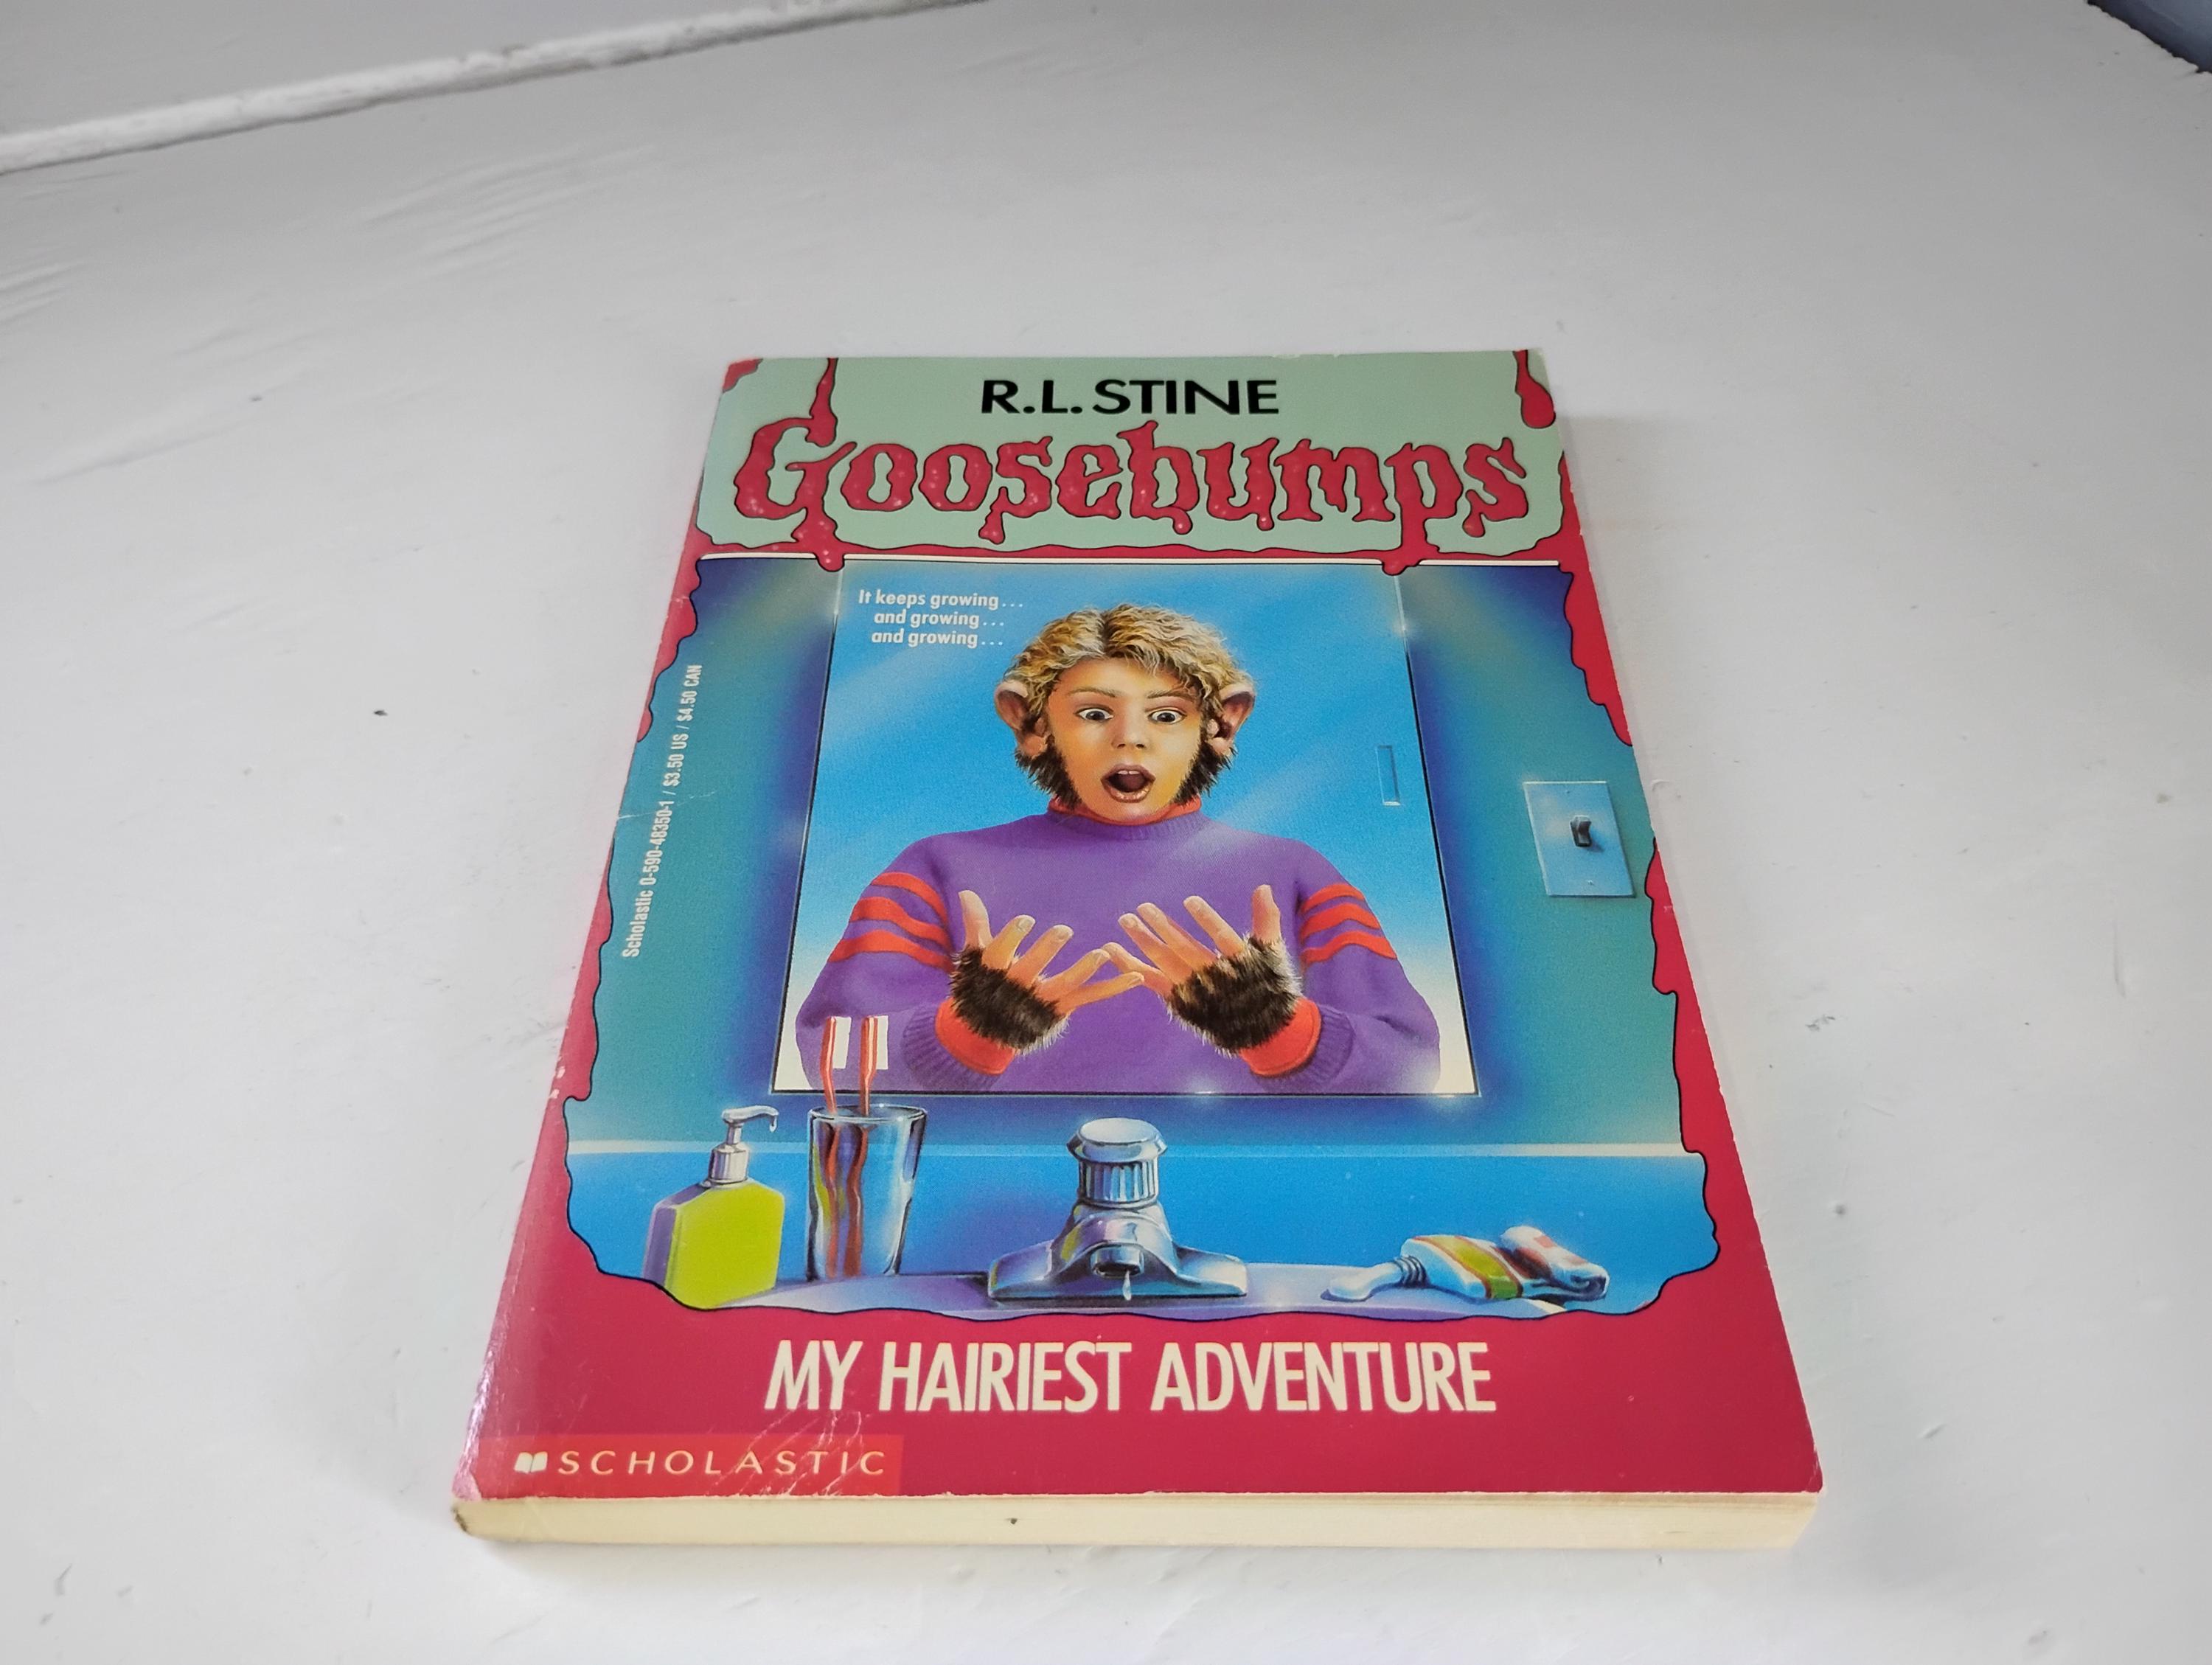 R.L. STINE
Goosebumps
It keeps growing...
and growing...
and growing...
Scholastic 0-590-48350-1 / $3.50 US / $4.50 CAN
MY HAIRIEST ADVENTURE
SCHOLASTIC